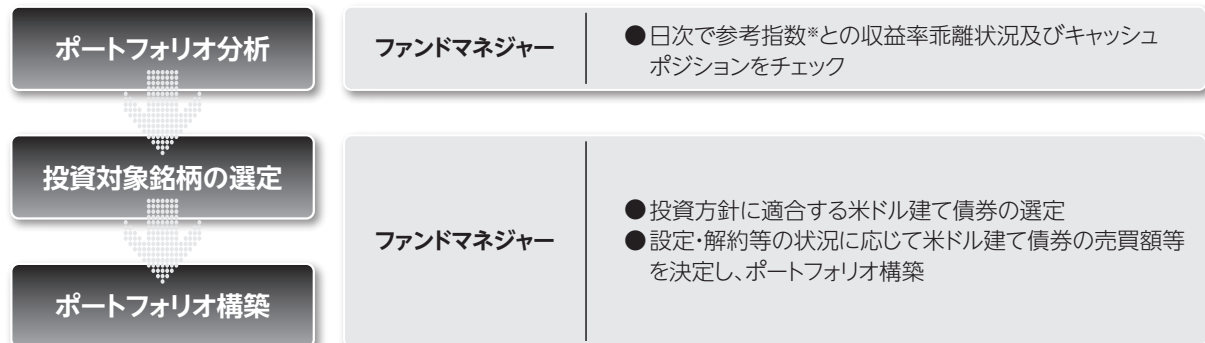 ポートフォリオ分析
ファンドマネジャー
●日次で参考指数※との収益率乖離状況及びキャッシュ
ポジションをチェック
投資対象銘柄の選定
ポートフォリオ構築
ファンドマネジャー
●投資方針に適合する米ドル建て債券の選定
●設定・解約等の状況に応じて米ドル建て債券の売買額等
を決定し、ポートフォリオ構築